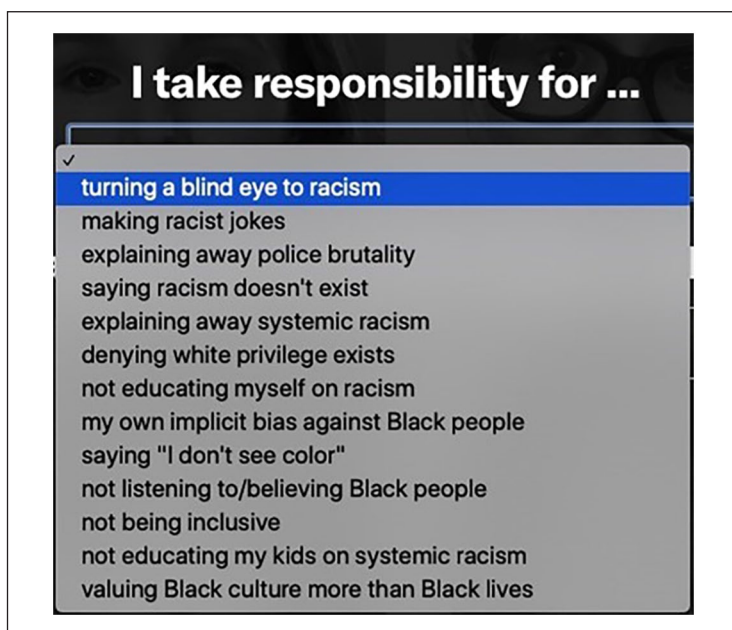 I take responsibility for ...
turning a blind eye to racism
making racist jokes
explaining away police brutality
saying racism doesn't exist
explaining away systemic racism
denying white privilege exists
not educating myself on racism
my own implicit bias against Black people
saying "I don't see color"
not listening to/believing Black people
not being inclusive
not educating my kids on systemic racism
valuing Black culture more than Black lives